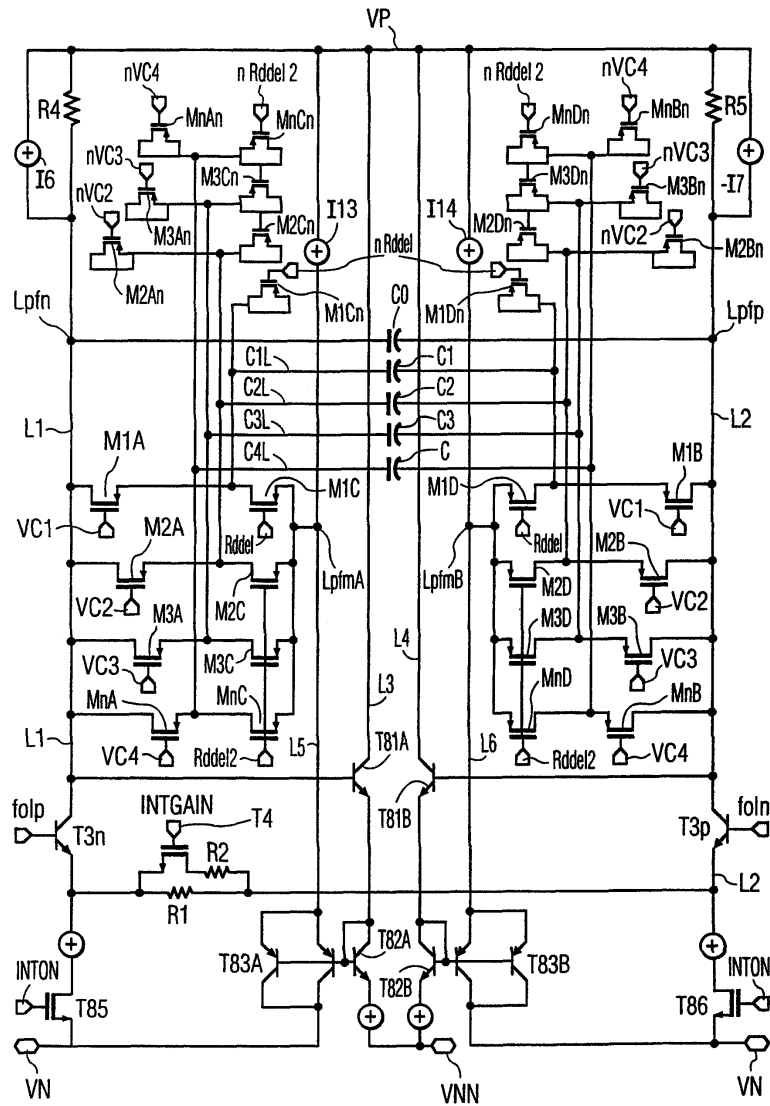 VP
nVC4
n Rddel 2
n Rddel 2
nVC4
R4
MnAn
MnCn
MnDn
MnBn
R5
I6
nVC3
M3Cn
M3Dn
nVC3
M3Bn
-I7
nVC2
M3An
M2Cn
I13
I14
M2Dn
nVC2
M2An
n Rddel
M2Bn
Lpfn
M1Cn
C0
M1Dn
Lpfp
C1L
C1
C2L
C2
L1
C3L
C3
L2
M1A
C4L
C
M1B
M1C
M1D
VC1
Rddel
Rddel
VC1
M2A
LpfmA
LpfmB
M2B
M2C
M2D
VC2
VC2
M3A
L4
M3D
M3B
VC3
M3C
VC3
MnA
MnC
L3
MnD
MnB
L1
L5
L6
VC4
Rddel2
T81A
Rddel2
VC4
foIp
INTGAIN
T81B
foIn
T3n
T4
T3p
R2
L2
R1
T83A
T82A
T83B
INTON
T82B
INTON
T85
T86
VN
VNN
VN